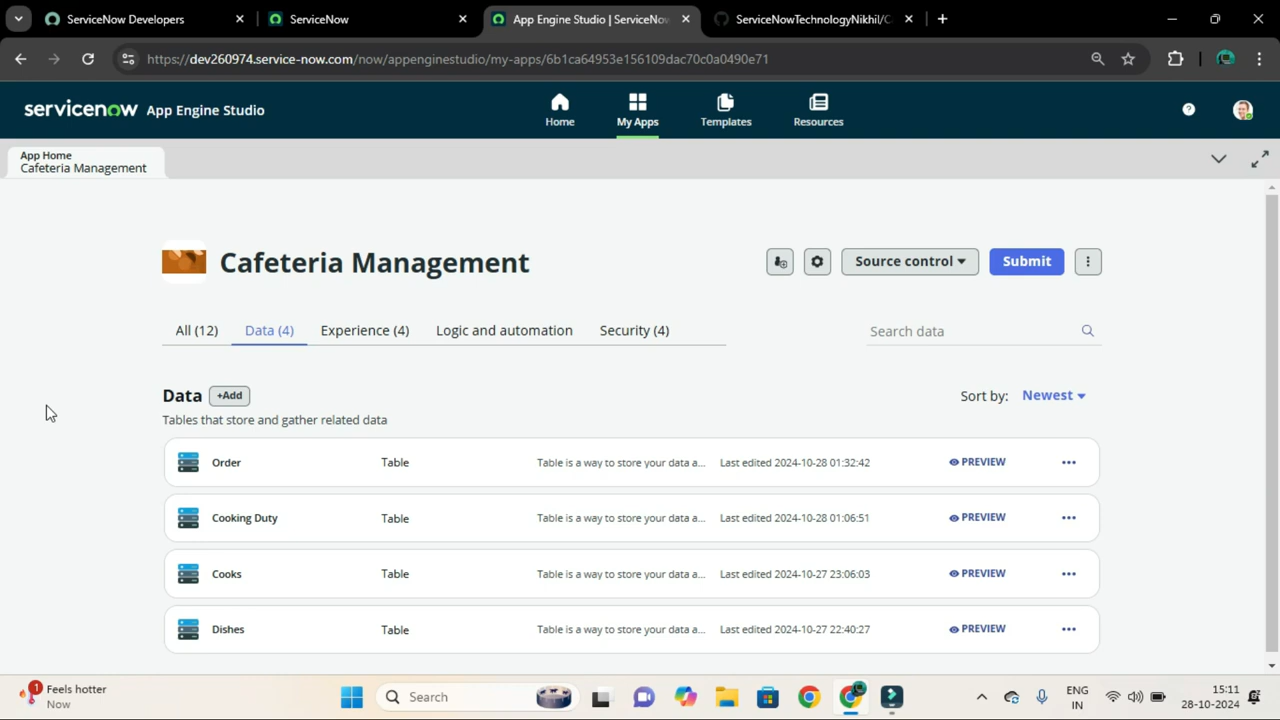 ServiceNow Developers
ServiceNow
App Engine Studio | ServiceNow
ServiceNowTechnologyNikhil/C
https://dev260974.service-now.com/now/appenginestudio/my-apps/6b1ca64953e156109dac70c0a0490e71
servicenow App Engine Studio
Home
My Apps
Templates
Resources
App Home
Cafeteria Management
Cafeteria Management
Source control
Submit
All (12)
Data (4)
Experience (4)
Logic and automation
Security (4)
Search data
Data +Add
Sort by: Newest
Tables that store and gather related data
Order Table Table is a way to store your data a... Last edited 2024-10-28 01:32:42 PREVIEW
Cooking Duty Table Table is a way to store your data a... Last edited 2024-10-28 01:06:51 PREVIEW
Cooks Table Table is a way to store your data a... Last edited 2024-10-27 23:06:03 PREVIEW
Dishes Table Table is a way to store your data a... Last edited 2024-10-27 22:40:27 PREVIEW
1
Feels hotter
Now
Search
ENG
IN
15:11
28-10-2024